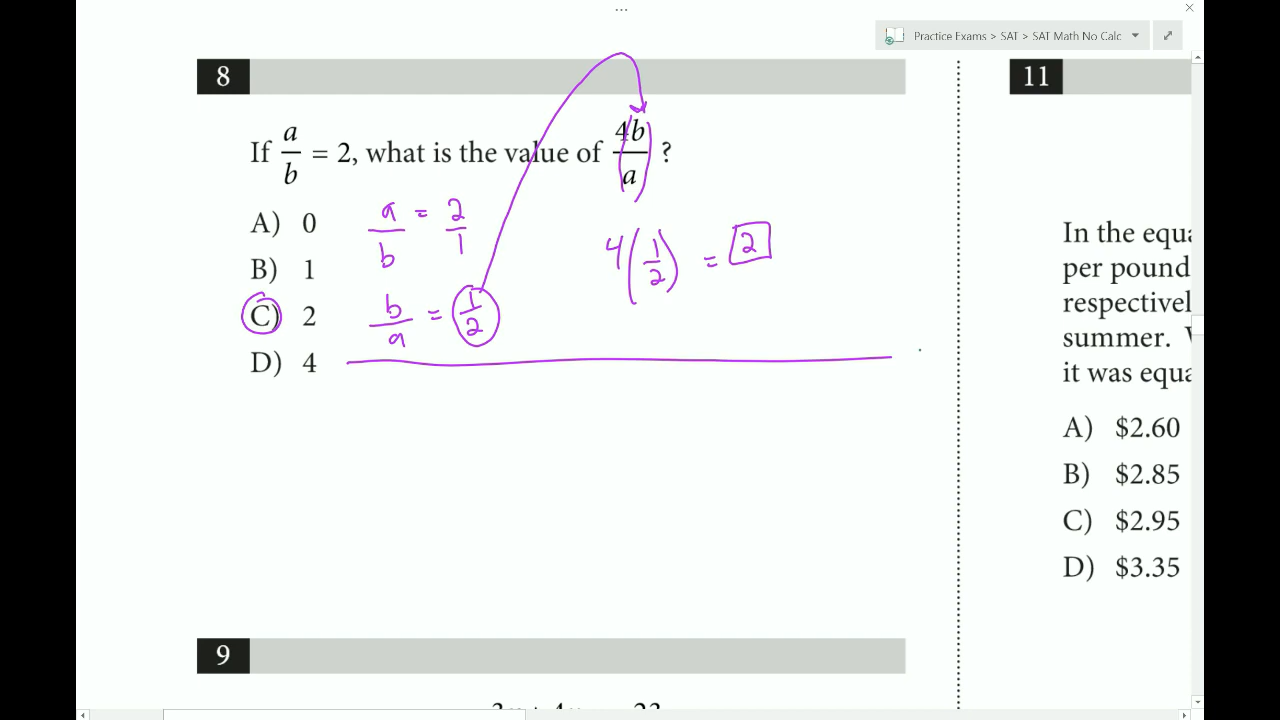 ...
Practice Exams > SAT > SAT Math No Calc
8
11
If a/b = 2, what is the value of 4b/a ?
A) 0
B) 1
C) 2
D) 4
a/b = 2/1
b/a = 1/2
4(1/2) = 2
In the equa
per pound
respectivel
summer.
it was equa
A) $2.60
B) $2.85
C) $2.95
D) $3.35
9